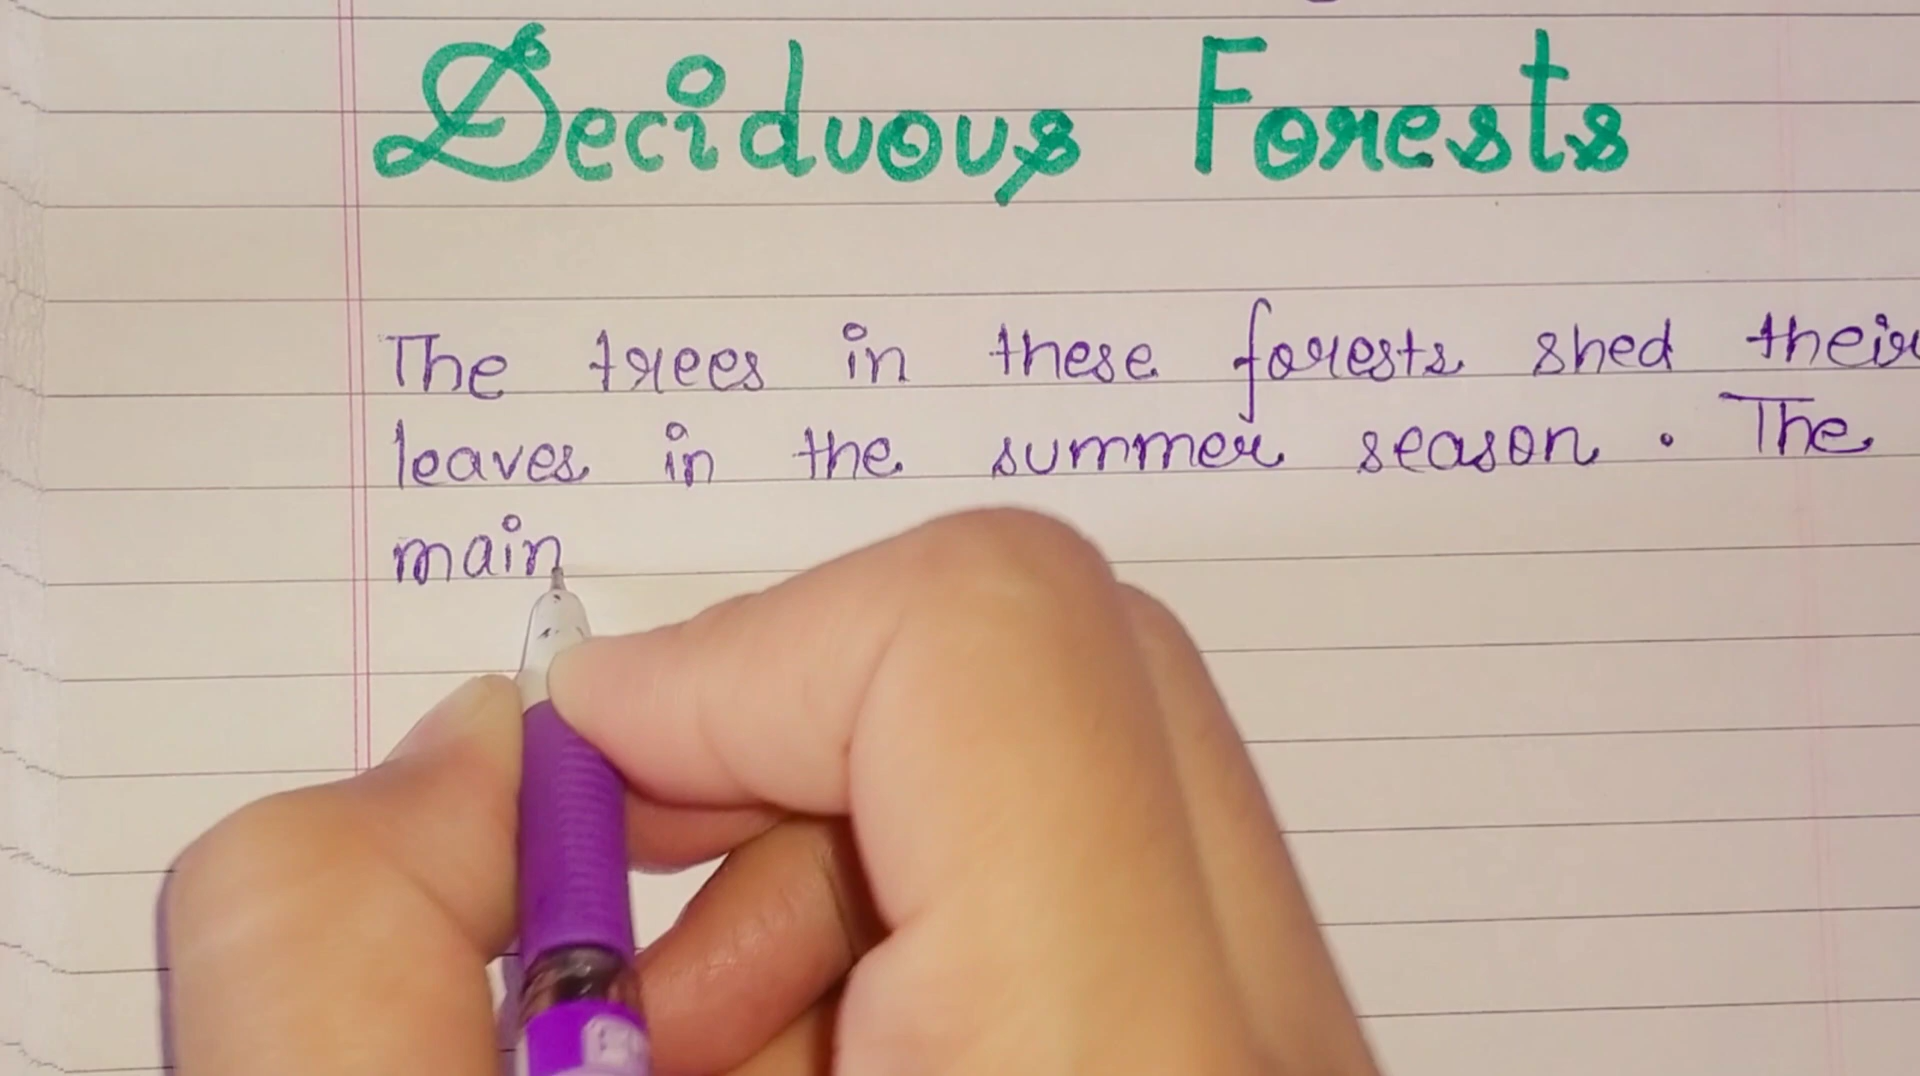 Deciduous Forests
The trees in these forests shed their
leaves in the summer season. The
main